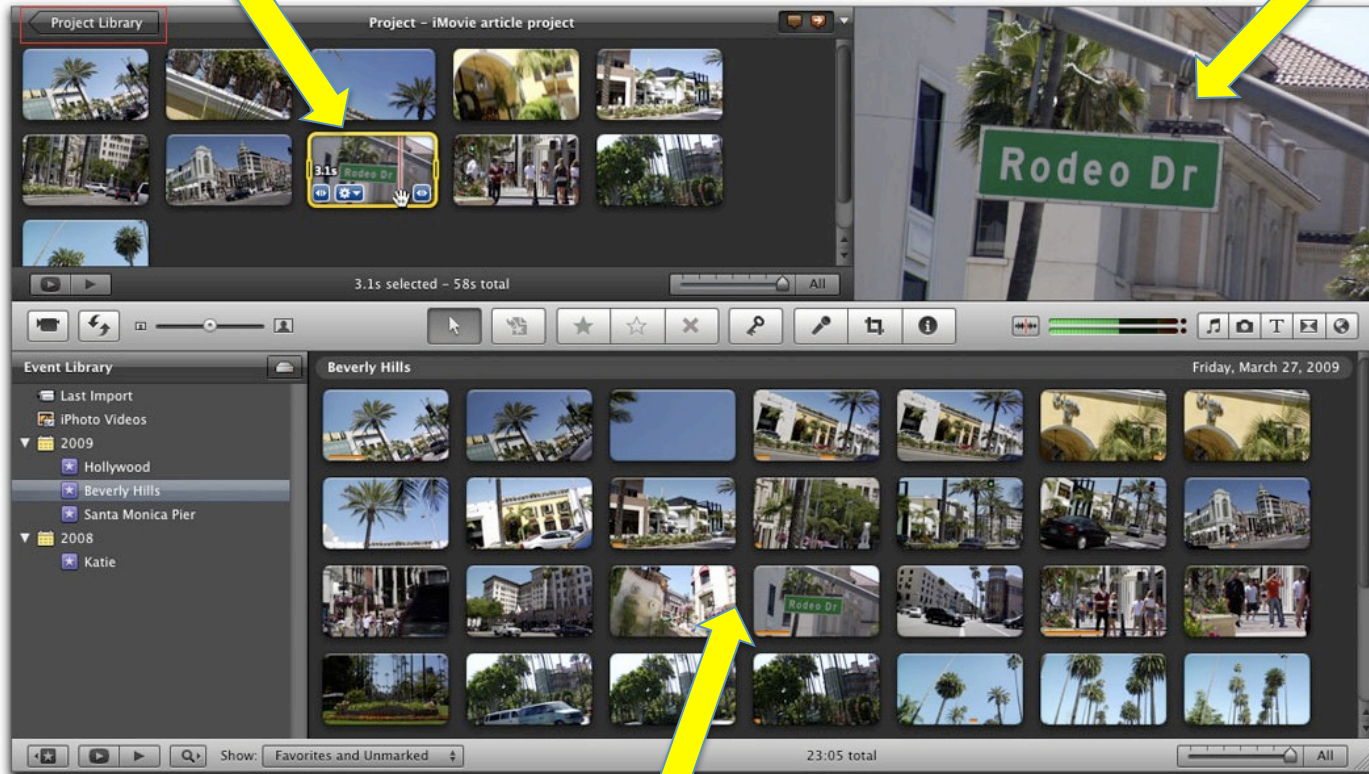 Project Library
Project – iMovie article project
3.1s
Rodeo Dr
Rodeo Dr
3.1s selected – 58s total
All
T
Event Library
Beverly Hills
Friday, March 27, 2009
Last Import
iPhoto Videos
2009
Hollywood
Beverly Hills
Santa Monica Pier
2008
Katie
Rodeo Dr
Show: Favorites and Unmarked
23:05 total
All